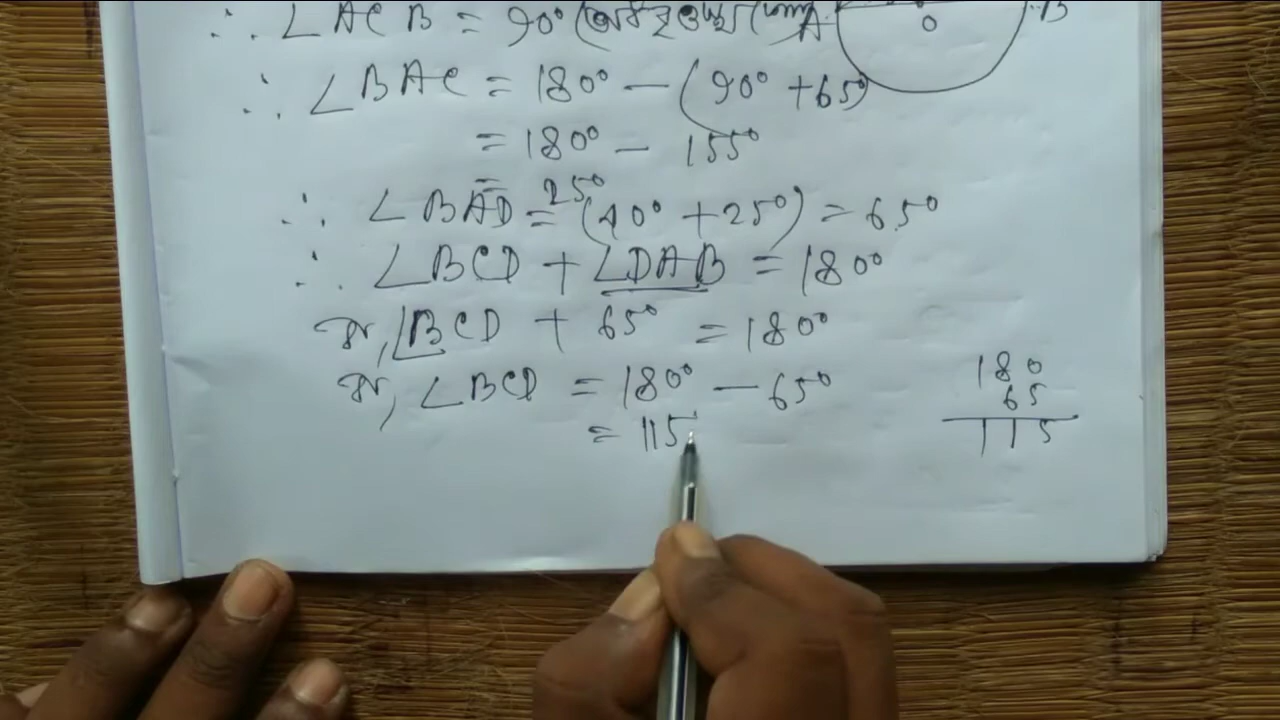 ∴ ∠ACB = 90° (অর্ধবৃত্তস্থ কোণ) A O B
∴ ∠BAC = 180° – (90° + 65°)
= 180° – 155°
= 25°
∴ ∠BAD = (40° + 25°) = 65°
∴ ∠BCD + ∠DAB = 180°
বা, ∠BCD + 65° = 180°
বা, ∠BCD = 180° – 65°
= 115
180
65
115